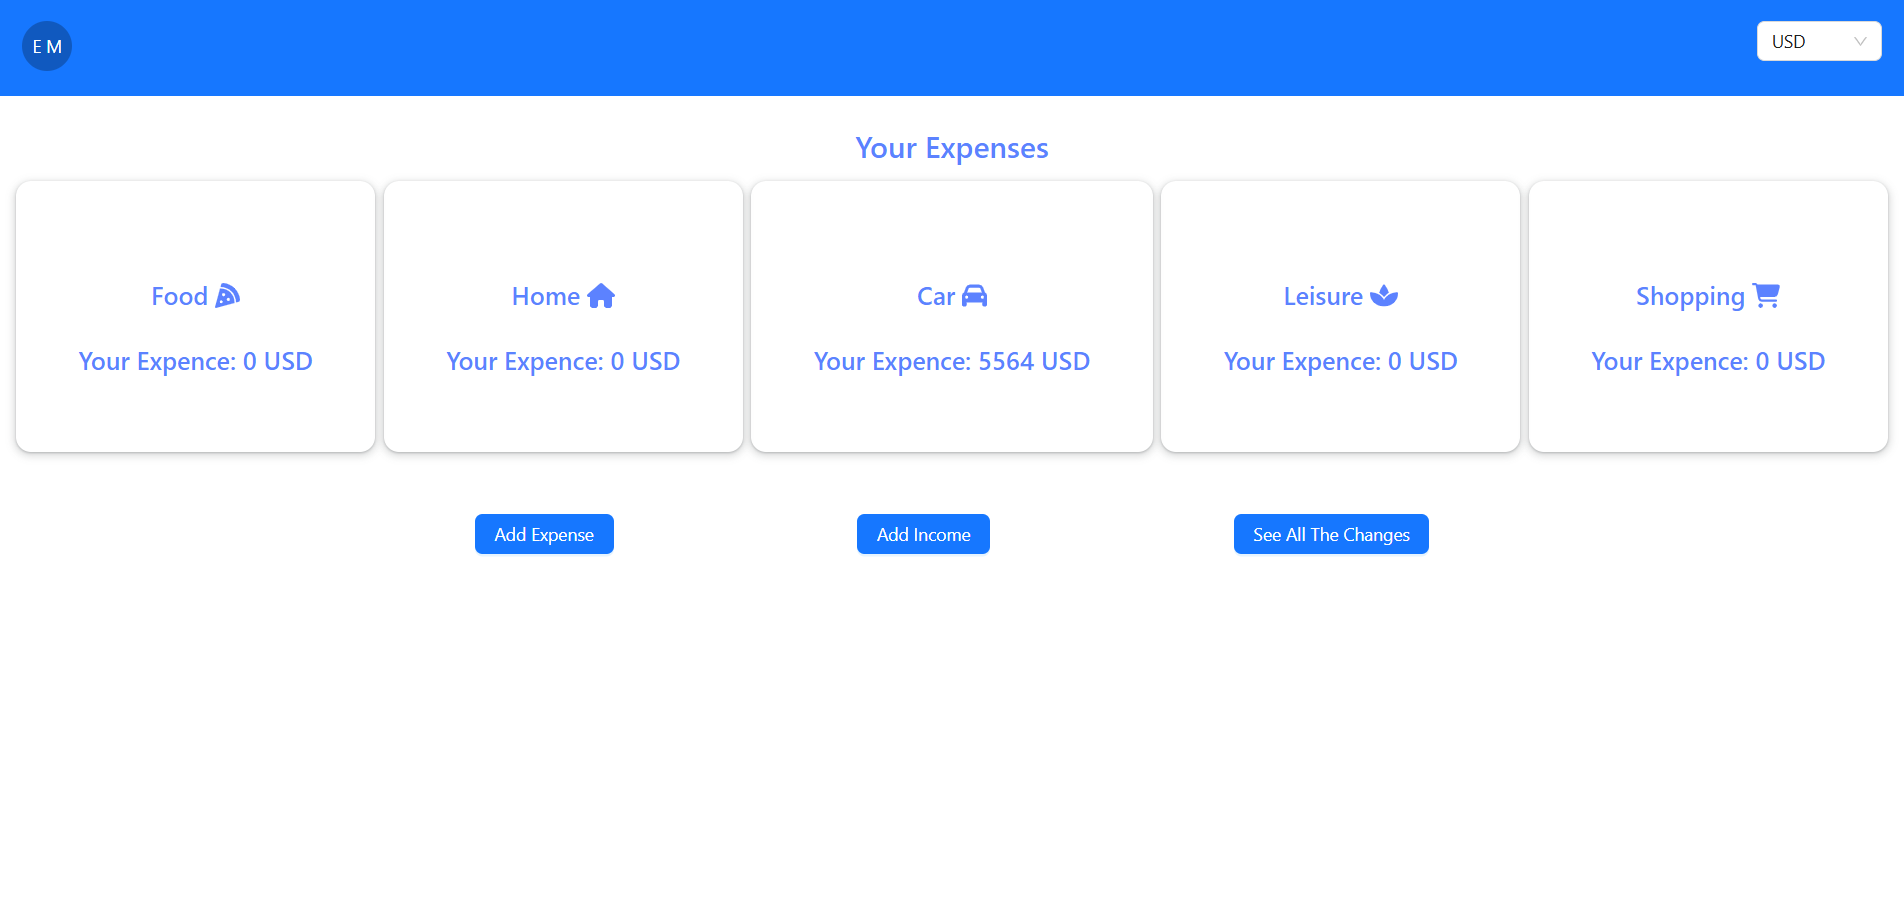 E M
USD
Your Expenses
Food
Your Expence: 0 USD
Home
Your Expence: 0 USD
Car
Your Expence: 5564 USD
Leisure
Your Expence: 0 USD
Shopping
Your Expence: 0 USD
Add Expense
Add Income
See All The Changes